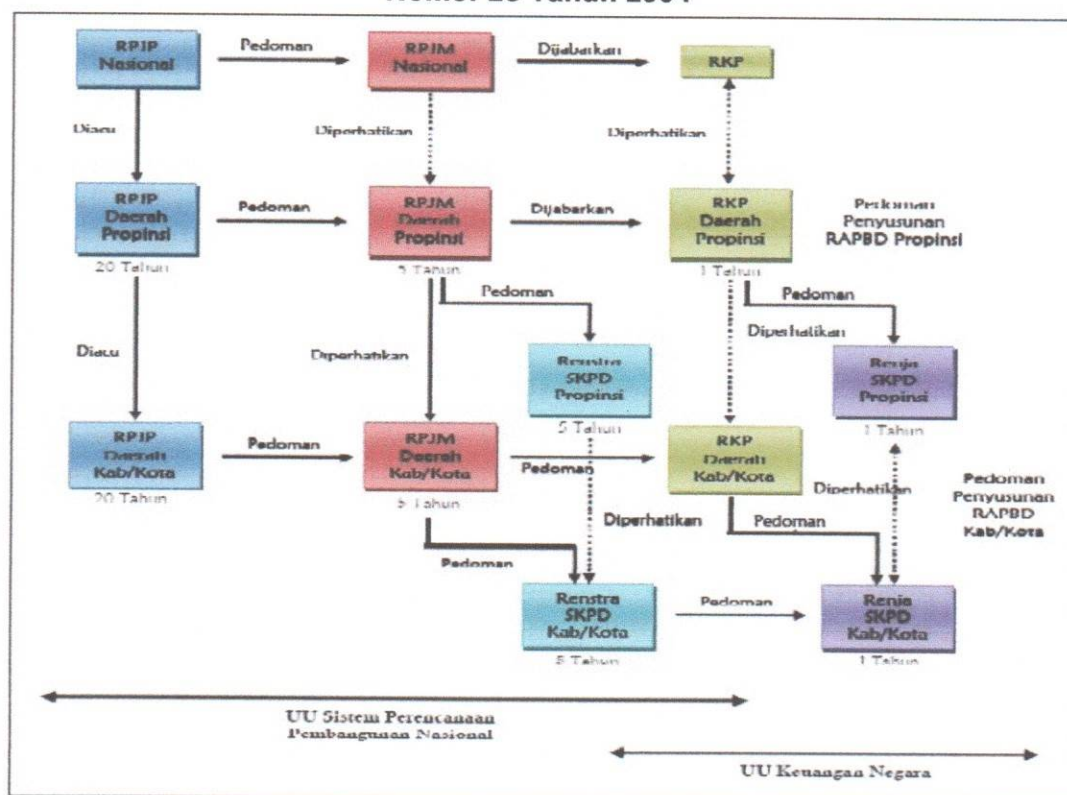 RPJP
Nasional
Pedoman
RPJM
Nasional
Dijabarkan
RKP
Diacu
Diperhatikan
Diperhatikan
RPJP
Daerah
Propinsi
20 Tahun
Pedoman
RPJM
Daerah
Propinsi
5 Tahun
Dijabarkan
RKP
Daerah
Propinsi
1 Tahun
Pedoman
Penyusunan
RAPBD Propinsi
Pedoman
Pedoman
Diacu
Diperhatikan
Diperhatikan
Renstra
SKPD
Propinsi
5 Tahun
Renja
SKPD
Propinsi
1 Tahun
RPJP
Daerah
Kab/Kota
20 Tahun
Pedoman
RPJM
Daerah
Kab/Kota
5 Tahun
Pedoman
RKP
Daerah
Kab/Kota
Diperhatikan
Pedoman
Penyusunan
RAPBD
Kab/Kota
Diperhatikan
Pedoman
Pedoman
Renstra
SKPD
Kab/Kota
5 Tahun
Pedoman
Renja
SKPD
Kab/Kota
1 Tahun
UU Sistem Perencanaan
Pembangunan Nasional
UU Keuangan Negara